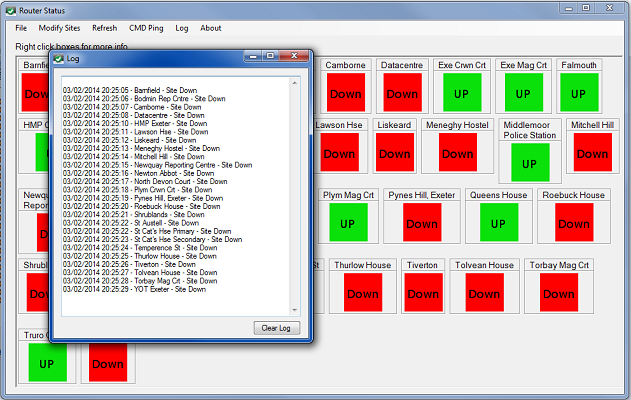 Router Status
File Modify Sites Refresh CMD Ping Log About
Right click boxes for more info
Camborne Datacentre Exe Crwn Crt Exe Mag Crt Falmouth
Down Down Down UP UP UP
HMP Lawson Hse Liskeard Meneghy Hostel Middlemoor Police Station Mitchell Hill
Down Down Down UP Down
Plym Mag Crt Pynes Hill, Exeter Queens House Roebuck House
UP Down UP Down
St Thurlow House Tiverton Tolvean House Torbay Mag Crt
Down Down Down Down
Truro
UP Down
Log
03/02/2014 20:25:05 - Barnfield - Site Down
03/02/2014 20:25:06 - Bodmin Rep Cntre - Site Down
03/02/2014 20:25:07 - Camborne - Site Down
03/02/2014 20:25:08 - Datacentre - Site Down
03/02/2014 20:25:10 - HMP Exeter - Site Down
03/02/2014 20:25:11 - Lawson Hse - Site Down
03/02/2014 20:25:12 - Liskeard - Site Down
03/02/2014 20:25:13 - Meneghy Hostel - Site Down
03/02/2014 20:25:14 - Mitchell Hill - Site Down
03/02/2014 20:25:15 - Newquay Reporting Centre - Site Down
03/02/2014 20:25:16 - Newton Abbot - Site Down
03/02/2014 20:25:17 - North Devon Court - Site Down
03/02/2014 20:25:18 - Plym Crwn Crt - Site Down
03/02/2014 20:25:19 - Pynes Hill, Exeter - Site Down
03/02/2014 20:25:20 - Roebuck House - Site Down
03/02/2014 20:25:21 - Shrublands - Site Down
03/02/2014 20:25:22 - St Austell - Site Down
03/02/2014 20:25:22 - St Cat's Hse Primary - Site Down
03/02/2014 20:25:23 - St Cat's Hse Secondary - Site Down
03/02/2014 20:25:24 - Temperence St - Site Down
03/02/2014 20:25:25 - Thurlow House - Site Down
03/02/2014 20:25:26 - Tiverton - Site Down
03/02/2014 20:25:27 - Tolvean House - Site Down
03/02/2014 20:25:28 - Torbay Mag Crt - Site Down
03/02/2014 20:25:29 - YOT Exeter - Site Down
Clear Log